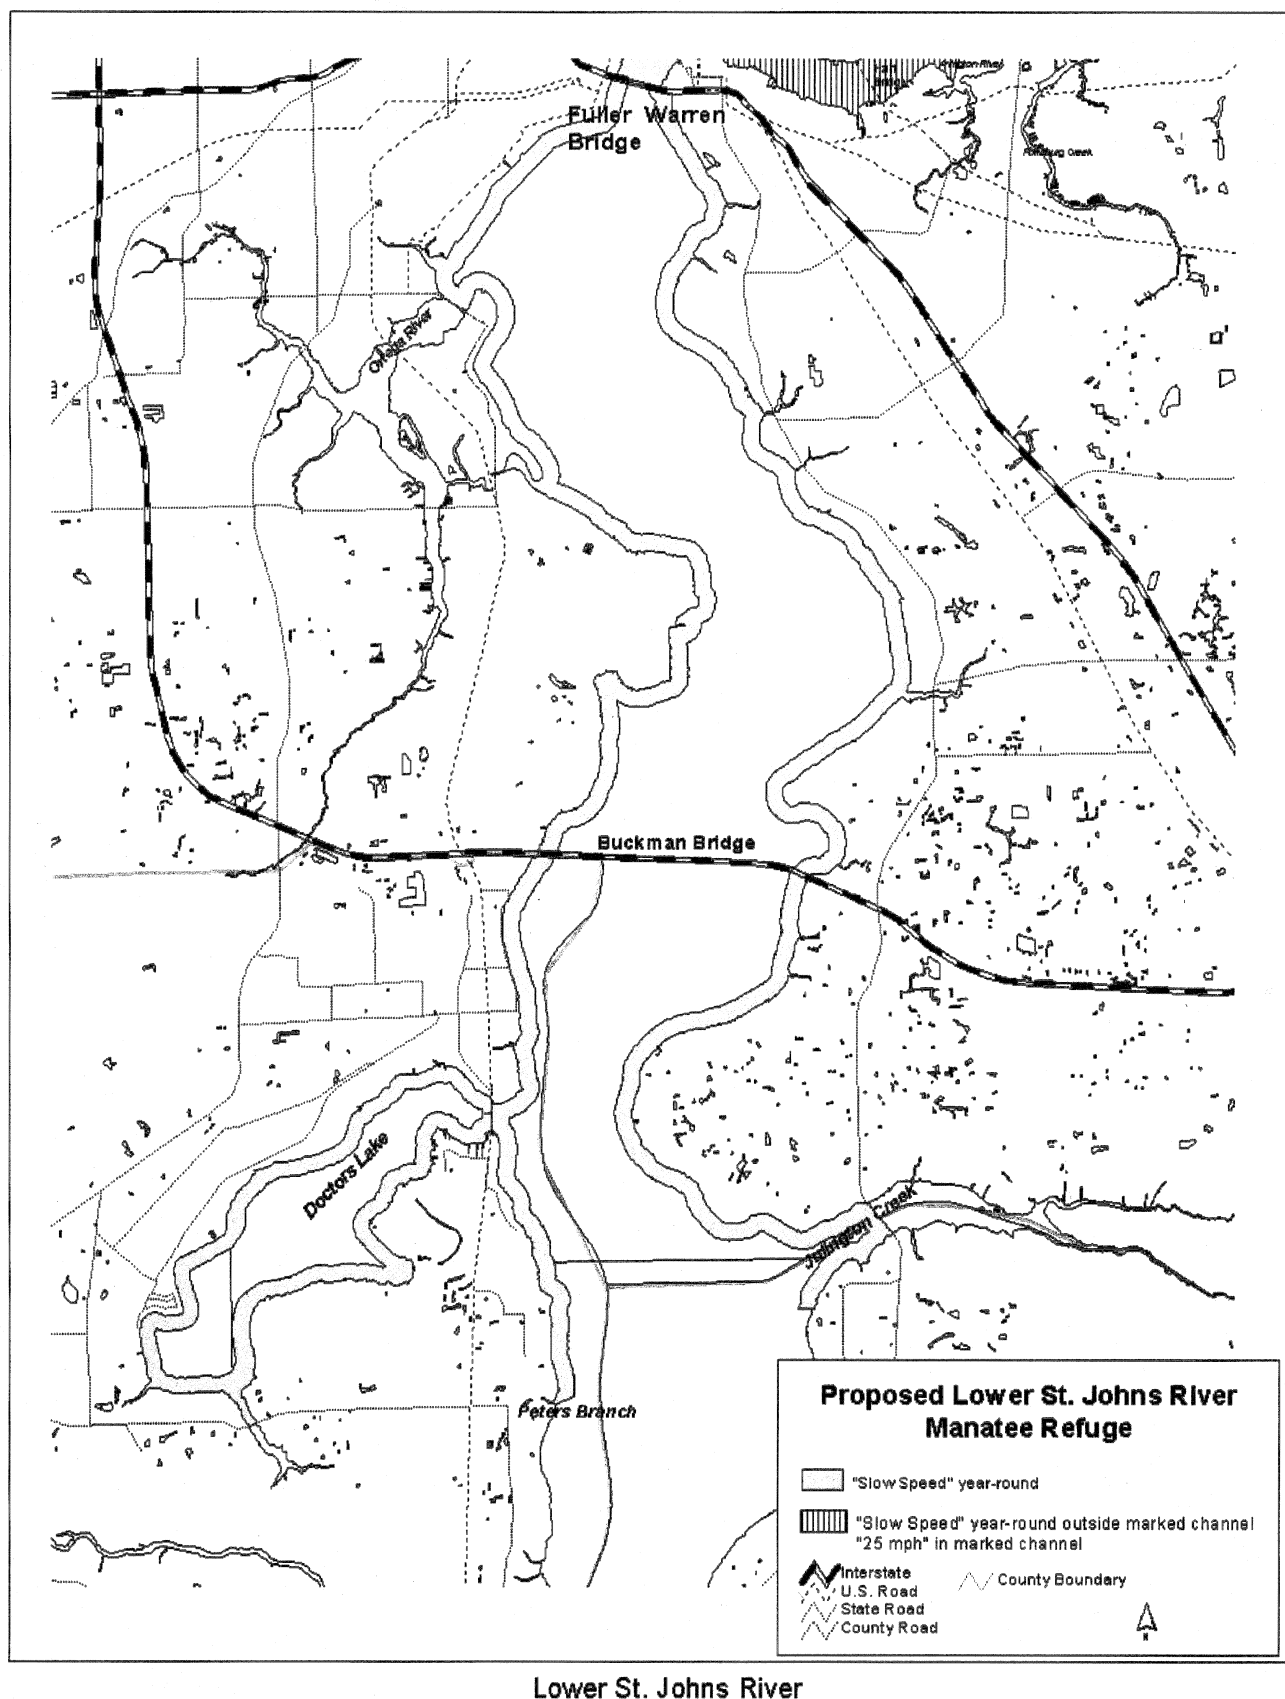 Fuller Warren
Bridge
Ortega River
Buckman Bridge
Doctors Lake
Julington Creek
Peters Branch
Proposed Lower St. Johns River
Manatee Refuge
"Slow Speed" year-round
"Slow Speed" year-round outside marked channel
"25 mph" in marked channel
Interstate
U.S. Road
State Road
County Road
County Boundary
N
Lower St. Johns River